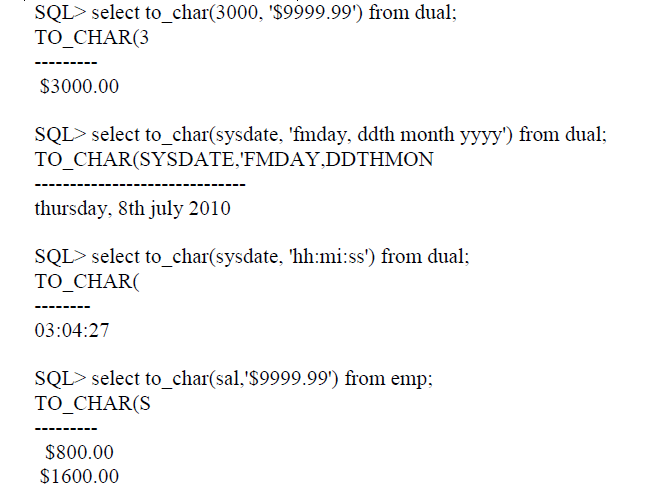 SQL> select to_char(3000, '$9999.99') from dual;
TO_CHAR(3
---------
$3000.00
SQL> select to_char(sysdate, 'fmday, ddth month yyyy') from dual;
TO_CHAR(SYSDATE,'FMDAY,DDTHMON
------------------------------
thursday, 8th july 2010
SQL> select to_char(sysdate, 'hh:mi:ss') from dual;
TO_CHAR(
--------
03:04:27
SQL> select to_char(sal,'$9999.99') from emp;
TO_CHAR(S
---------
$800.00
$1600.00